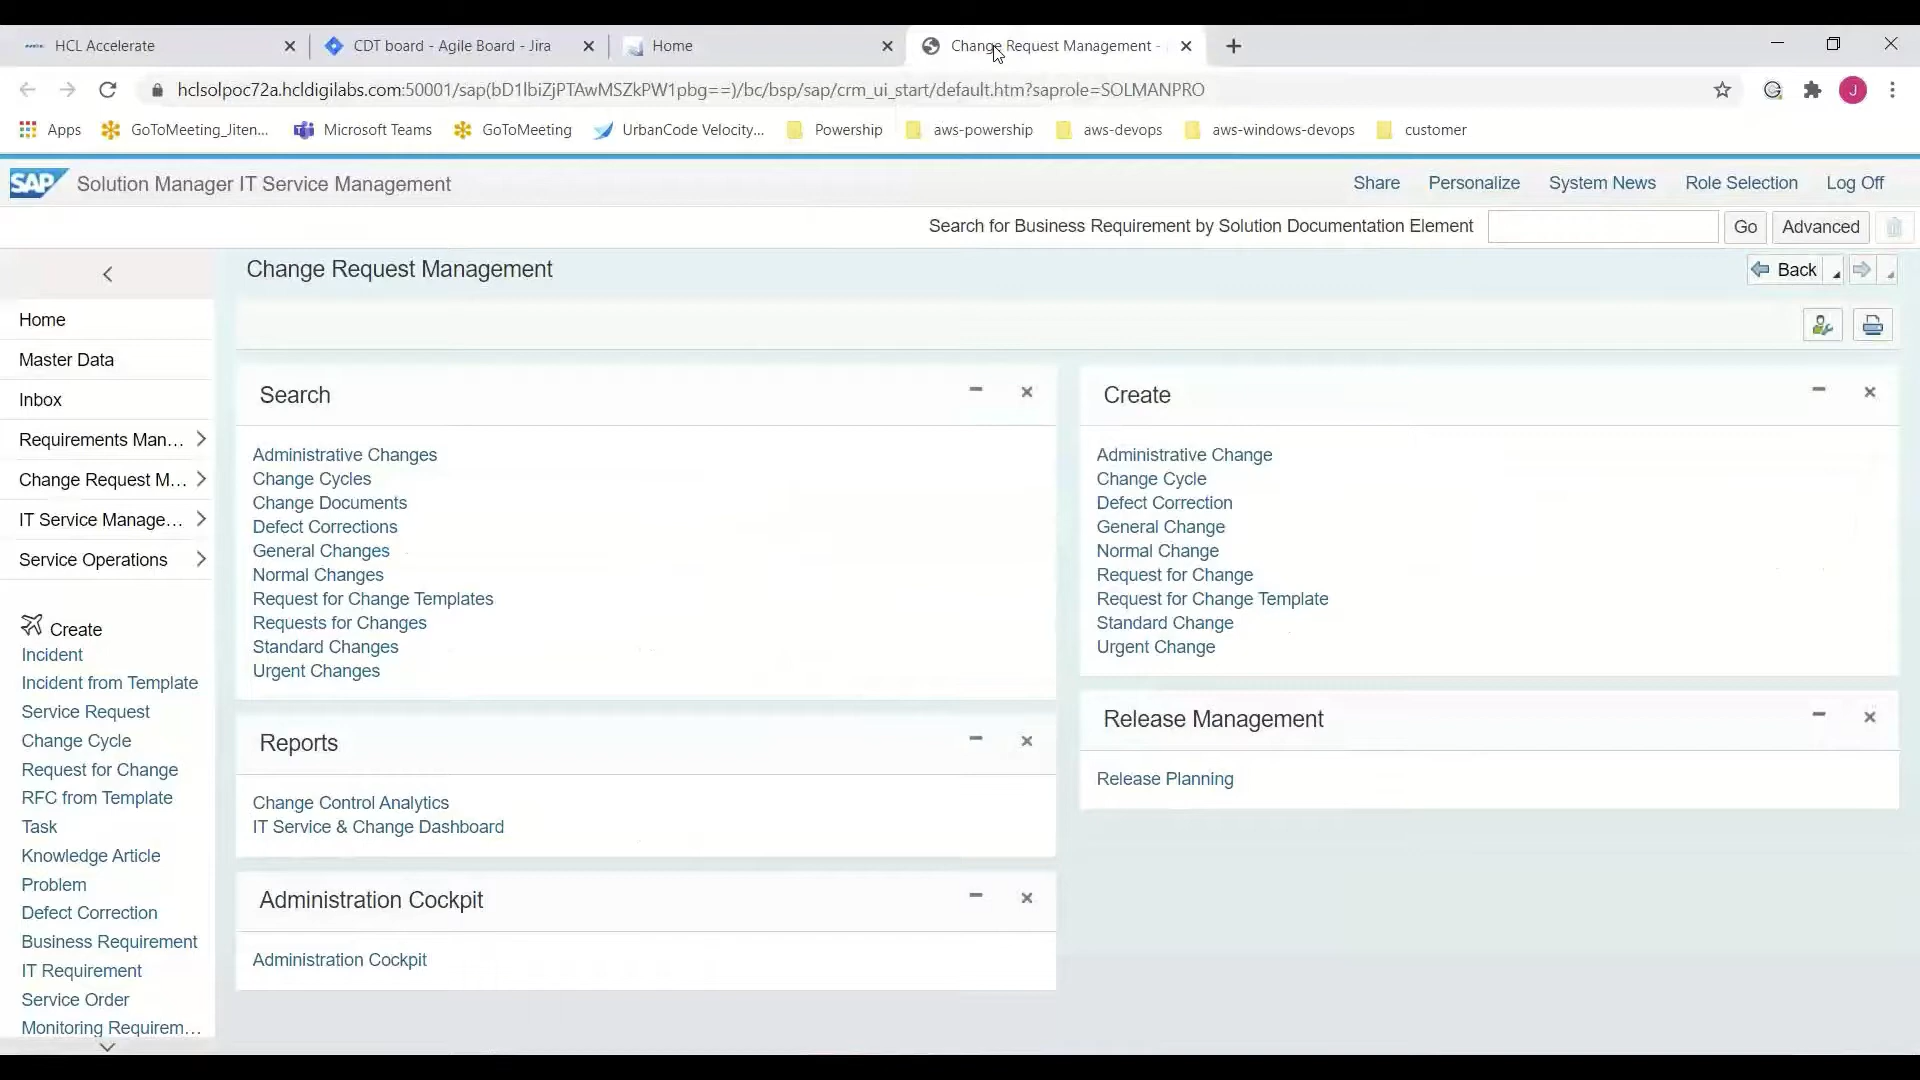 HCL Accelerate
CDT board - Agile Board - Jira
Home
Change Request Management -
hclsolpoc72a.hcldigilabs.com:50001/sap(bD1lbiZjPTAwMSZkPW1pbg==)/bc/bsp/sap/crm_ui_start/default.htm?saprole=SOLMANPRO
J
Apps
GoToMeeting_Jiten...
Microsoft Teams
GoToMeeting
UrbanCode Velocity...
Powership
aws-powership
aws-devops
aws-windows-devops
customer
SAP
Solution Manager IT Service Management
Share
Personalize
System News
Role Selection
Log Off
Search for Business Requirement by Solution Documentation Element
Go
Advanced
Change Request Management
Back
Home
Master Data
Inbox
Requirements Man...
Change Request M...
IT Service Manage...
Service Operations
Create
Incident
Incident from Template
Service Request
Change Cycle
Request for Change
RFC from Template
Task
Knowledge Article
Problem
Defect Correction
Business Requirement
IT Requirement
Service Order
Monitoring Requirem...
Search
Administrative Changes
Change Cycles
Change Documents
Defect Corrections
General Changes
Normal Changes
Request for Change Templates
Requests for Changes
Standard Changes
Urgent Changes
Reports
Change Control Analytics
IT Service & Change Dashboard
Administration Cockpit
Administration Cockpit
Create
Administrative Change
Change Cycle
Defect Correction
General Change
Normal Change
Request for Change
Request for Change Template
Standard Change
Urgent Change
Release Management
Release Planning